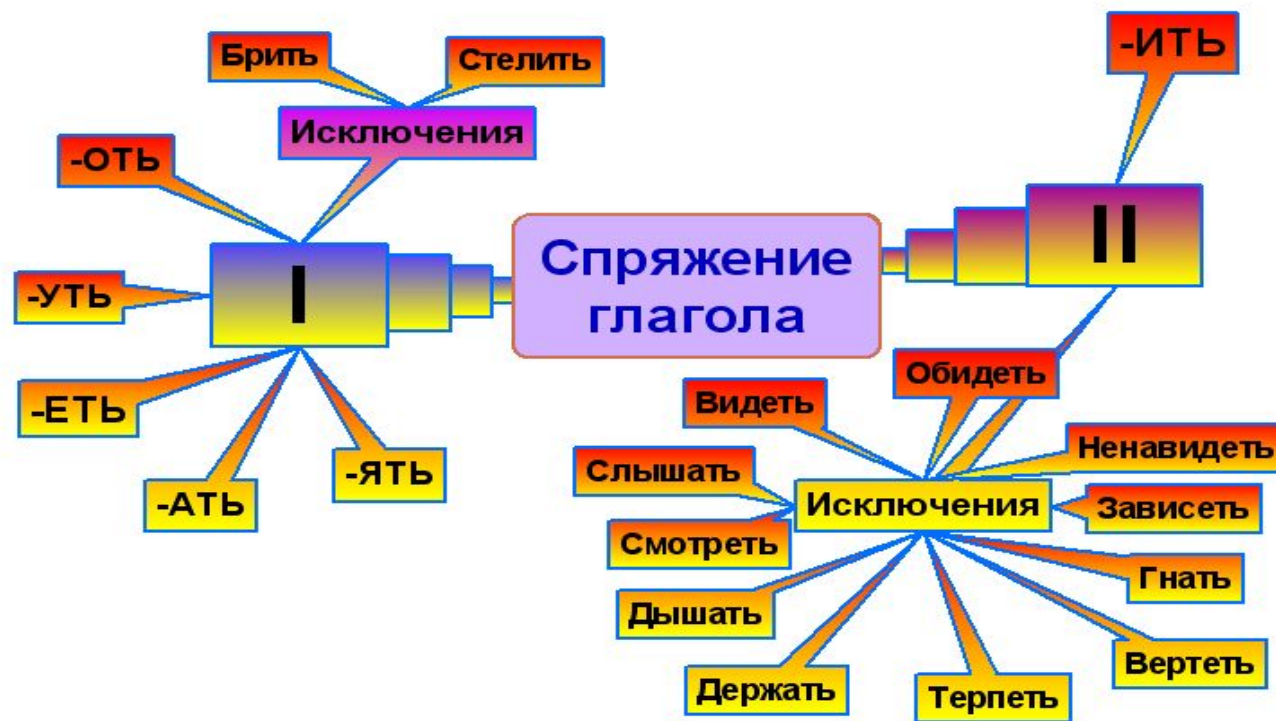 Брить
Стелить
Исключения
-ОТЬ
I
-УТЬ
-ЕТЬ
-АТЬ
-ЯТЬ
Спряжение
глагола
-ИТЬ
II
Обидеть
Видеть
Ненавидеть
Слышать
Исключения
Зависеть
Смотреть
Гнать
Дышать
Вертеть
Держать
Терпеть